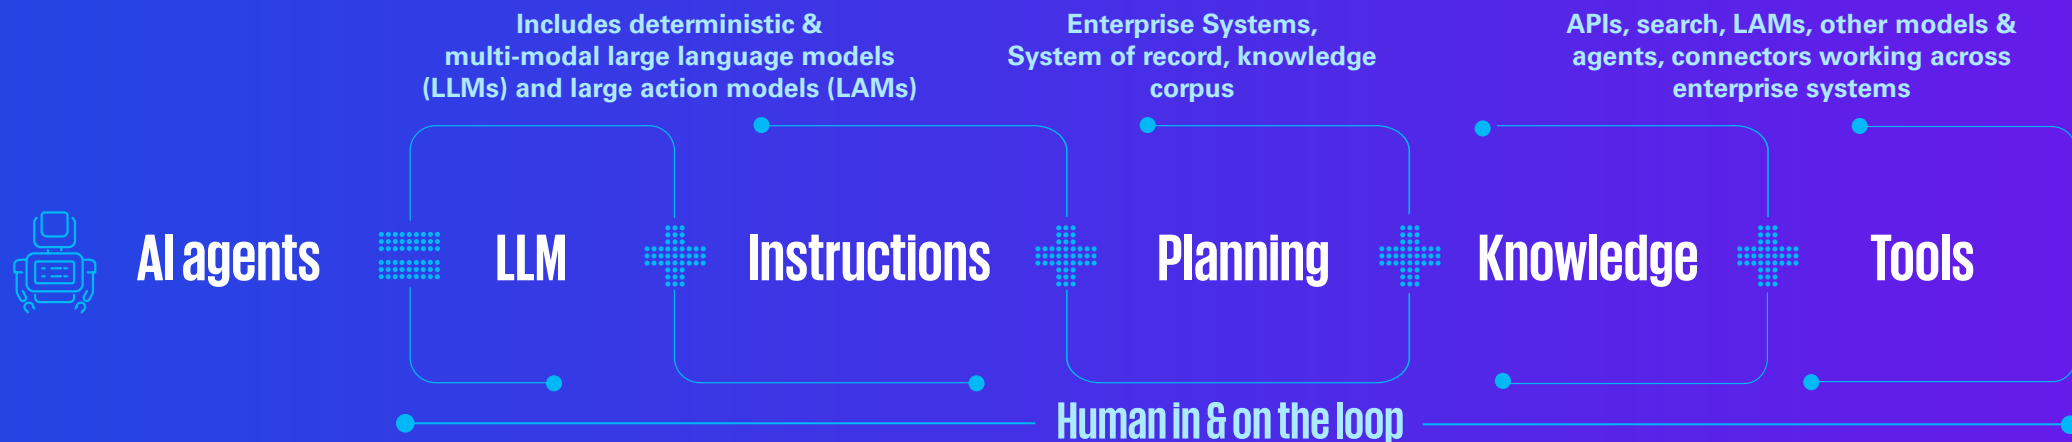 Includes deterministic &
multi-modal large language models
(LLMs) and large action models (LAMs)
Enterprise Systems,
System of record, knowledge
corpus
APIs, search, LAMs, other models &
agents, connectors working across
enterprise systems
AI agents = LLM + Instructions + Planning + Knowledge + Tools
Human in & on the loop